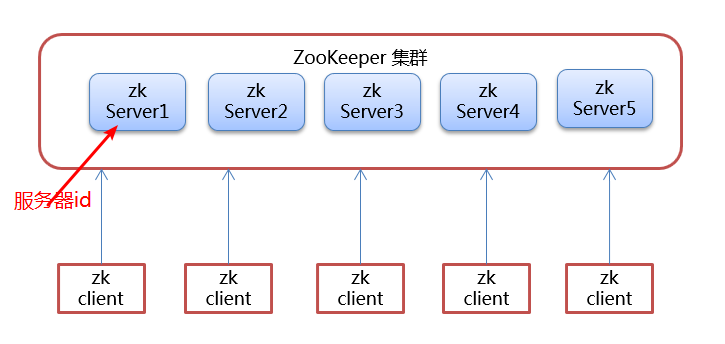 ZooKeeper 集群
zk
Server1
zk
Server2
zk
Server3
zk
Server4
zk
Server5
服务器id
zk
client
zk
client
zk
client
zk
client
zk
client